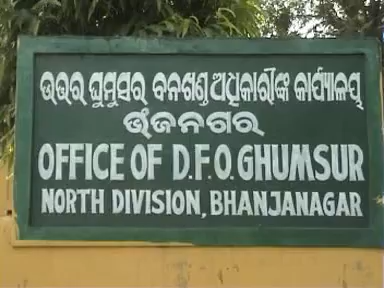 ଉତ୍ତର ଘୁମୁସର ବନଖଣ୍ଡ ଅଧିକାରୀଙ୍କ କାର୍ଯ୍ୟାଳୟ
ଭଞ୍ଜନଗର
OFFICE OF D.F.O. GHUMSUR
NORTH DIVISION, BHANJANAGAR